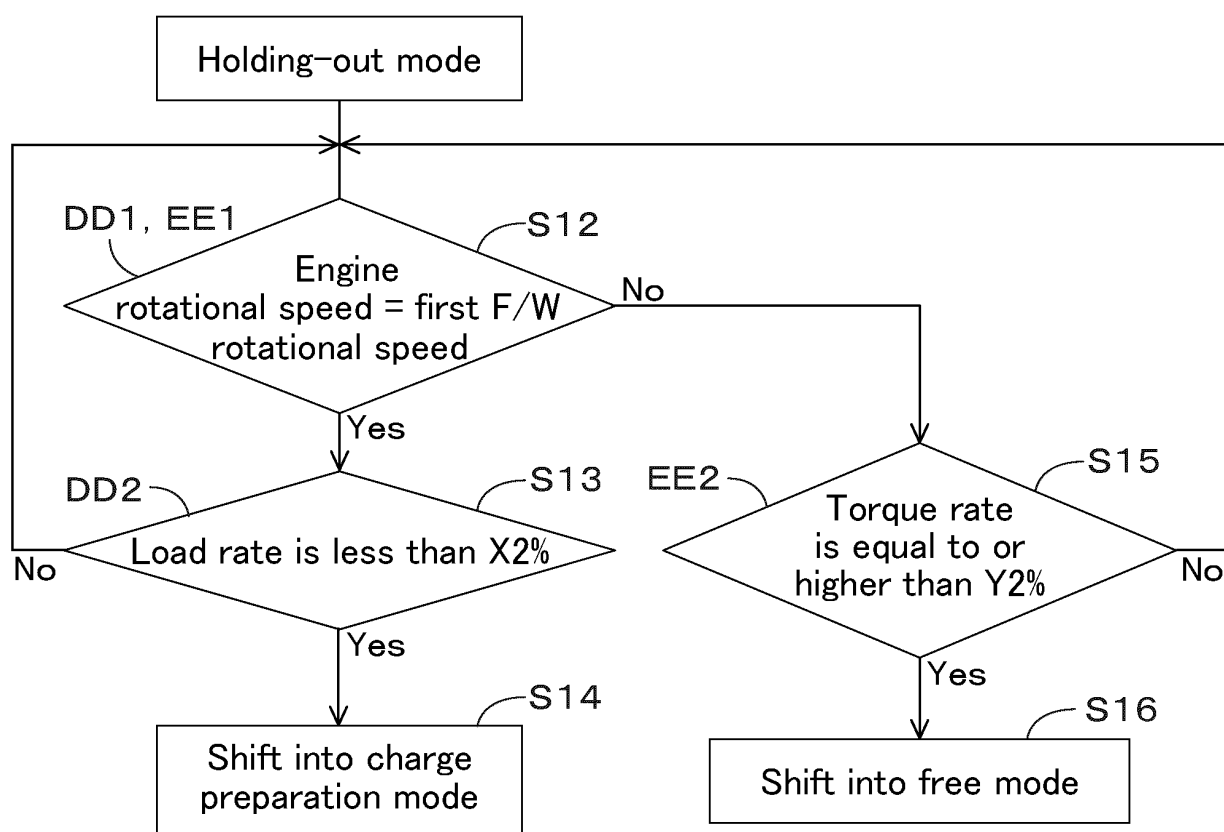 Holding-out mode
DD1, EE1
S12
Engine
rotational speed = first F/W
rotational speed
No
Yes
DD2
S13
Load rate is less than X2%
No
Yes
S14
Shift into charge
preparation mode
EE2
S15
Torque rate
is equal to or
higher than Y2%
No
Yes
S16
Shift into free mode